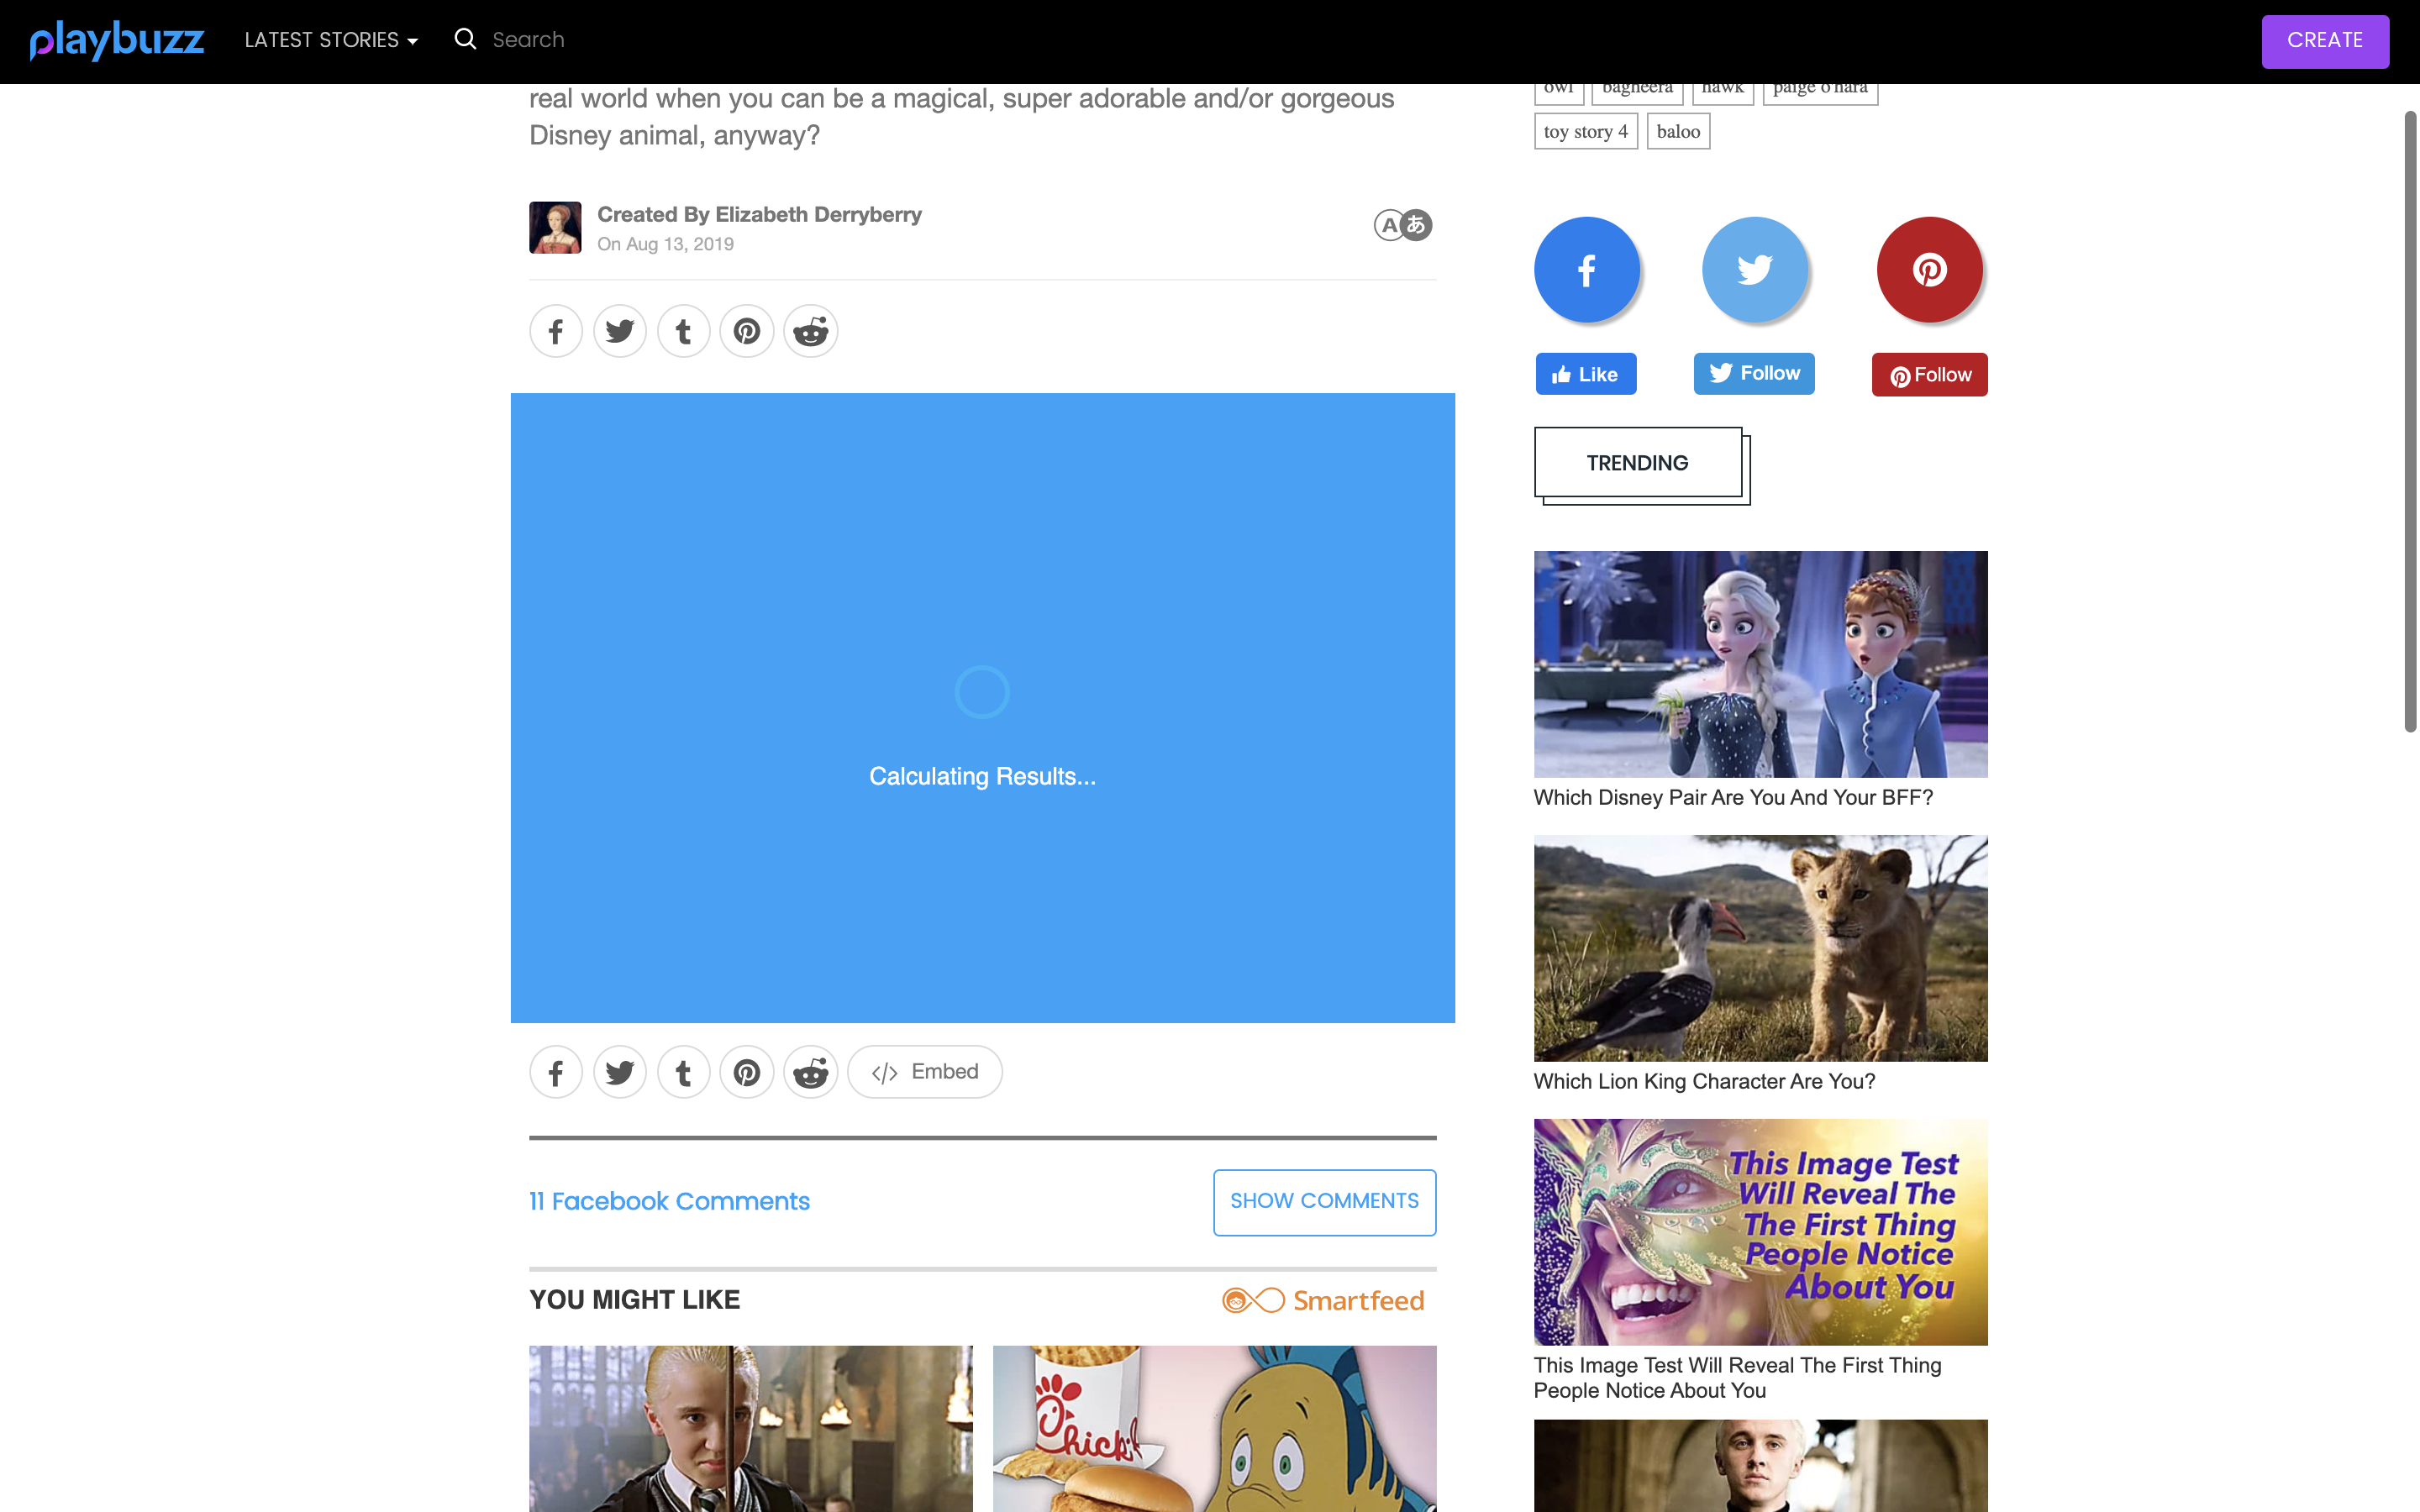 playbuzz
LATEST STORIES
Search
CREATE
real world when you can be a magical, super adorable and/or gorgeous
Disney animal, anyway?
owl
bagheera
hawk
paige o'hara
toy story 4
baloo
Created By Elizabeth Derryberry
On Aug 13, 2019
Aあ
Like
Follow
Follow
TRENDING
Calculating Results...
Which Disney Pair Are You And Your BFF?
Which Lion King Character Are You?
Embed
11 Facebook Comments
SHOW COMMENTS
This Image Test
Will Reveal The
The First Thing
People Notice
About You
This Image Test Will Reveal The First Thing
People Notice About You
YOU MIGHT LIKE
Smartfeed